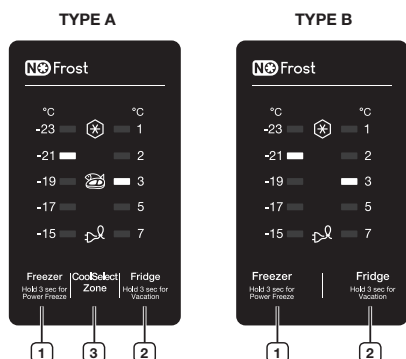 TYPE A
NO Frost
°C °C
-23 1
-21 2
-19 3
-17 5
-15 7
Freezer
Hold 3 sec for
Power Freeze
CoolSelect
Zone
Fridge
Hold 3 sec for
Vacation
1 3 2
TYPE B
NO Frost
°C °C
-23 1
-21 2
-19 3
-17 5
-15 7
Freezer
Hold 3 sec for
Power Freeze
Fridge
Hold 3 sec for
Vacation
1 2